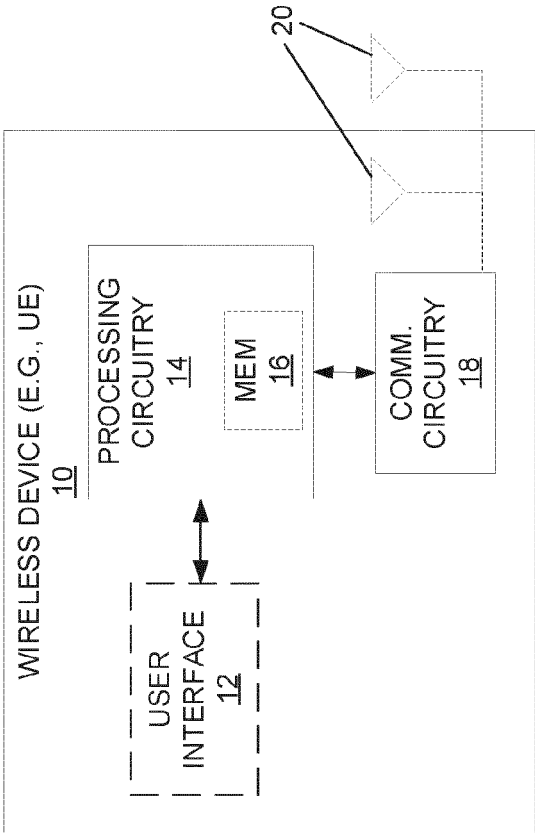 WIRELESS DEVICE (E.G., UE)
10
USER
INTERFACE
12
PROCESSING
CIRCUITRY
14
MEM
16
COMM.
CIRCUITRY
18
20